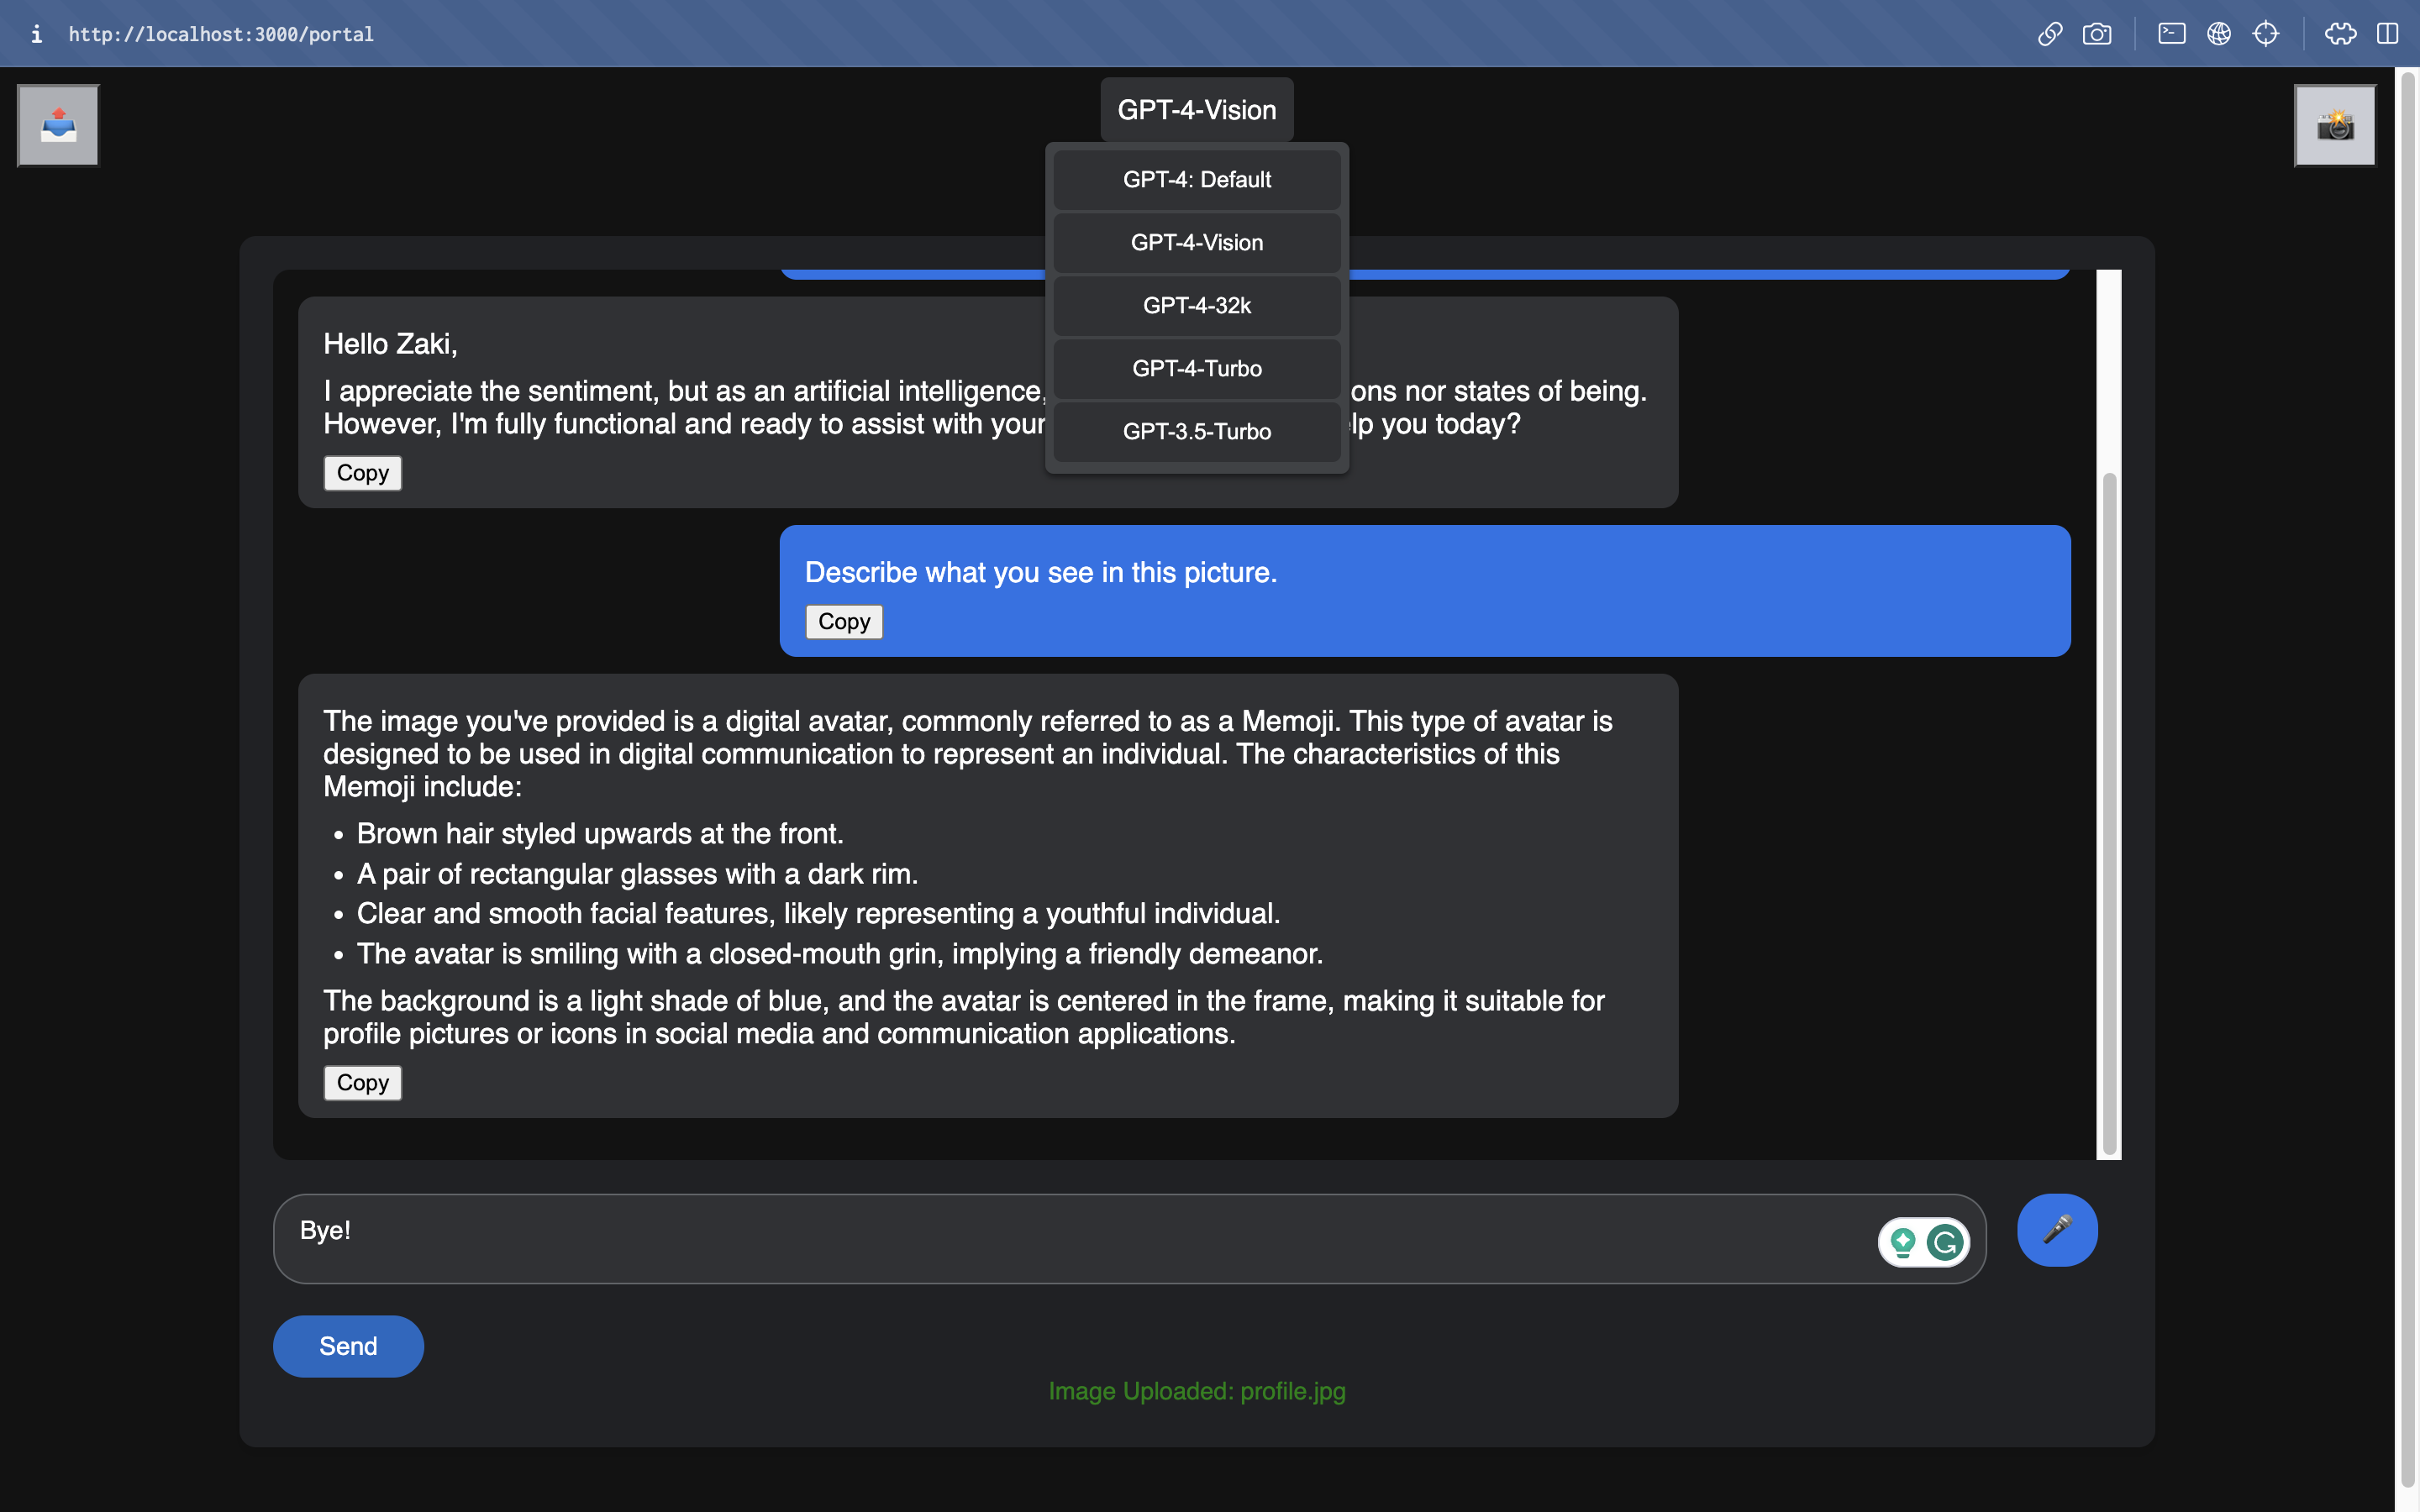 http://localhost:3000/portal
GPT-4-Vision
GPT-4: Default
GPT-4-Vision
GPT-4-32k
GPT-4-Turbo
GPT-3.5-Turbo
Hello Zaki,
I appreciate the sentiment, but as an artificial intelligence, nor states of being.
However, I'm fully functional and ready to assist with your you today?
Copy
Describe what you see in this picture.
Copy
The image you've provided is a digital avatar, commonly referred to as a Memoji. This type of avatar is
designed to be used in digital communication to represent an individual. The characteristics of this
Memoji include:
• Brown hair styled upwards at the front.
• A pair of rectangular glasses with a dark rim.
• Clear and smooth facial features, likely representing a youthful individual.
• The avatar is smiling with a closed-mouth grin, implying a friendly demeanor.
The background is a light shade of blue, and the avatar is centered in the frame, making it suitable for
profile pictures or icons in social media and communication applications.
Copy
Bye!
Send
Image Uploaded: profile.jpg